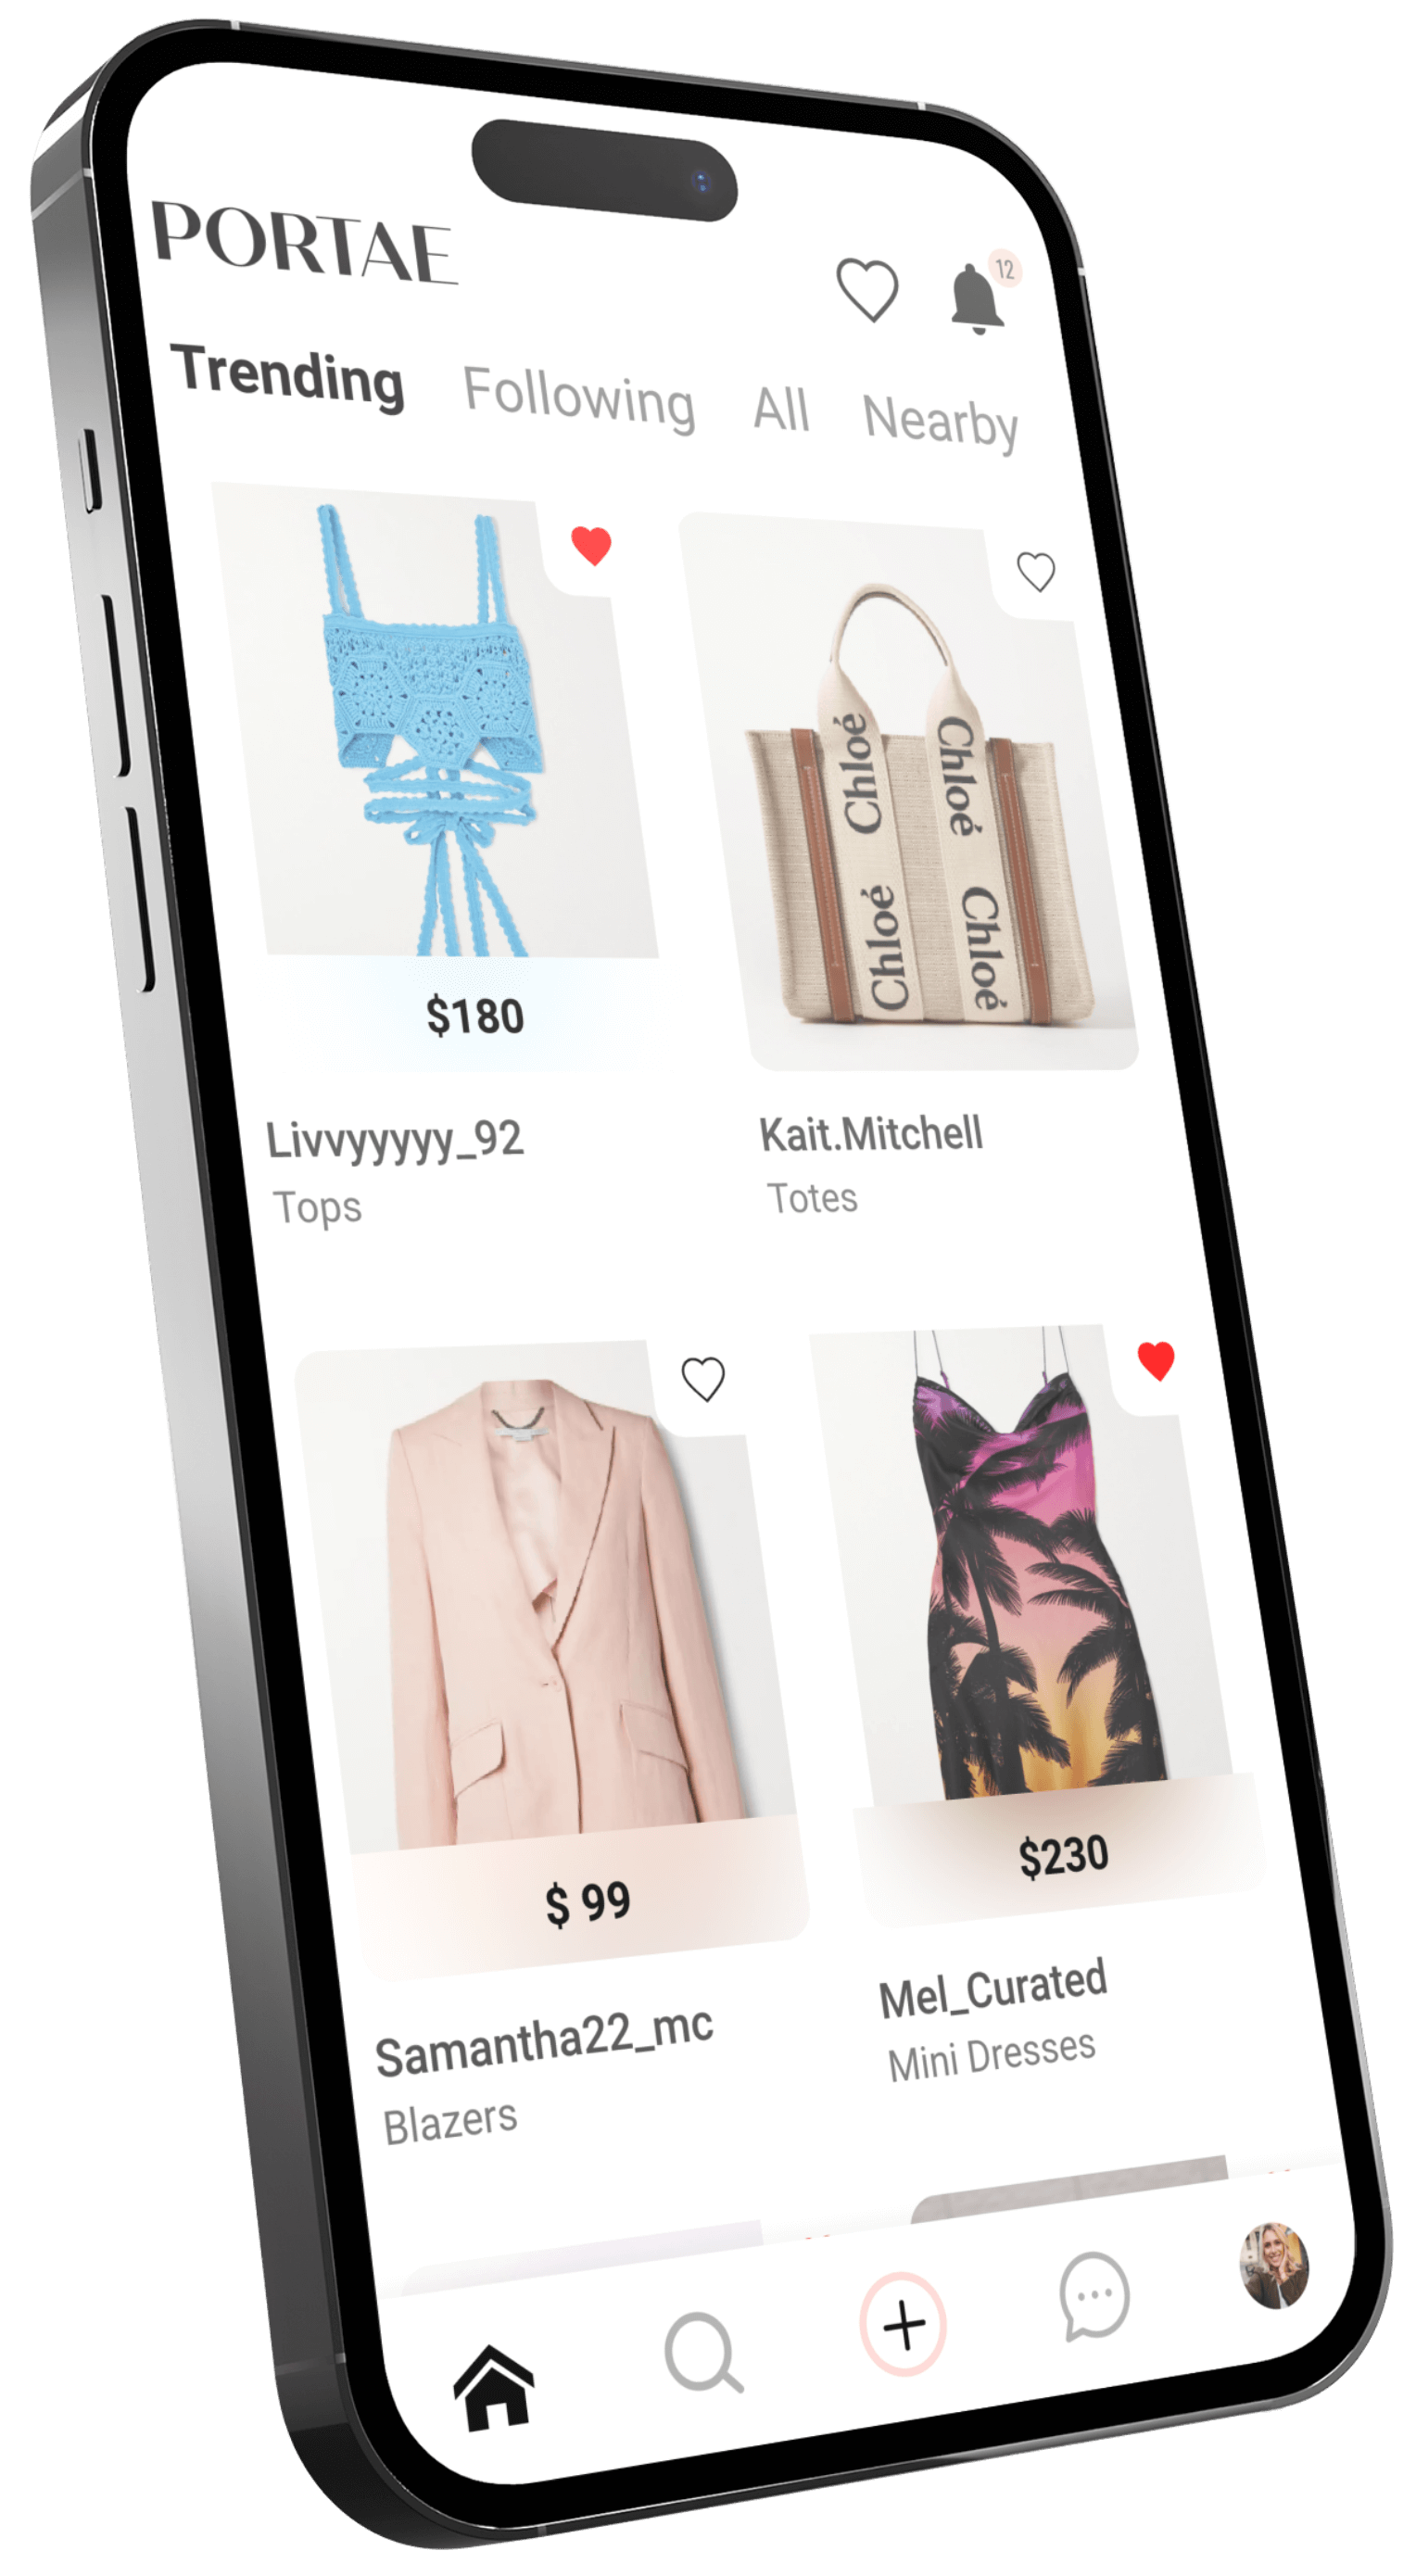 PORTAE
12
Trending Following All Nearby
Chloé Chloé
Chloé Chloé
$180
Livvyyyyy_92 Kait.Mitchell
Tops Totes
$ 99 $230
Samantha22_mc Mel_Curated
Blazers Mini Dresses